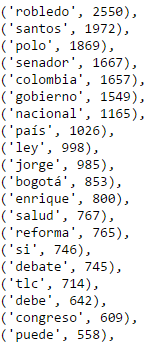 ('robledo', 2550),
('santos', 1972),
('polo', 1869),
('senador', 1667),
('colombia', 1657),
('gobierno', 1549),
('nacional', 1165),
('país', 1026),
('ley', 998),
('jorge', 985),
('bogotá', 853),
('enrique', 800),
('salud', 767),
('reforma', 765),
('si', 746),
('debate', 745),
('tlc', 714),
('debe', 642),
('congreso', 609),
('puede', 558),